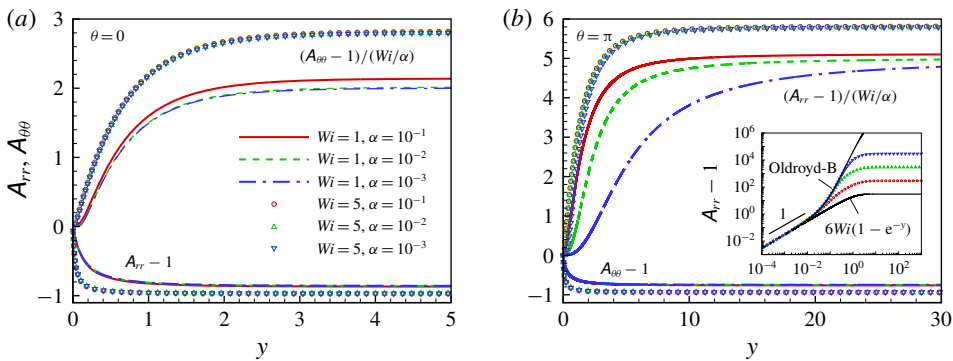 (a)
θ = 0
(A_θθ − 1)/(Wi/α)
A_rr, A_θθ
3
2
1
0
−1
Wi = 1, α = 10^−1
Wi = 1, α = 10^−2
Wi = 1, α = 10^−3
Wi = 5, α = 10^−1
Wi = 5, α = 10^−2
Wi = 5, α = 10^−3
A_rr − 1
0 1 2 3 4 5
y
(b)
θ = π
6
5
4
3
2
1
0
−1
(A_rr − 1)/(Wi/α)
A_rr − 1
10^6
10^4
10^2
10^0
10^−2
Oldroyd-B
1
6Wi(1 − e^−y)
10^−4 10^−2 10^0 10^2
A_θθ − 1
0 10 20 30
y